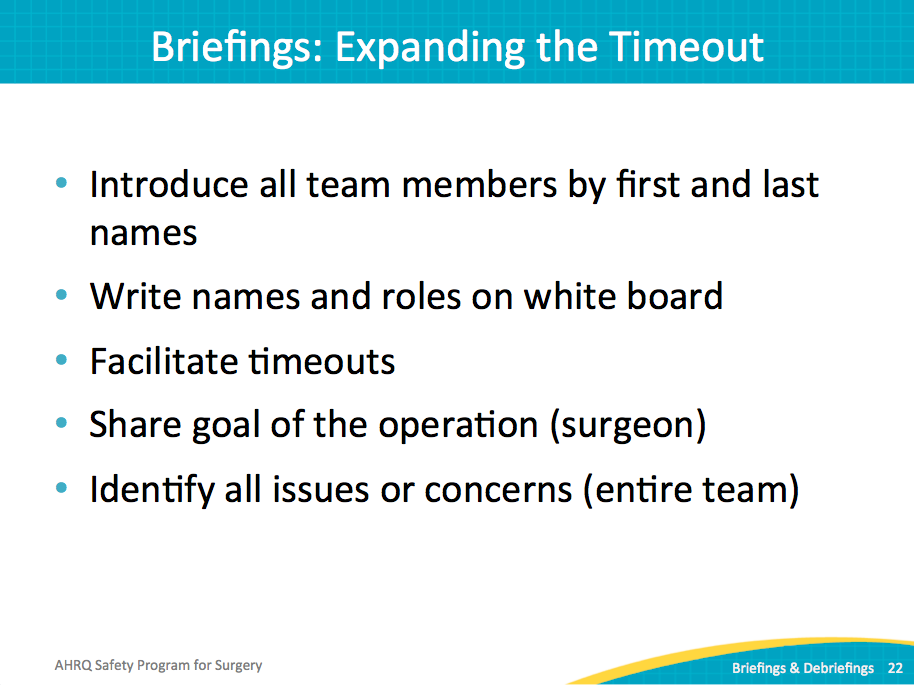 Briefings: Expanding the Timeout
• Introduce all team members by first and last
names
• Write names and roles on white board
• Facilitate timeouts
• Share goal of the operation (surgeon)
• Identify all issues or concerns (entire team)
AHRQ Safety Program for Surgery
Briefings & Debriefings 22